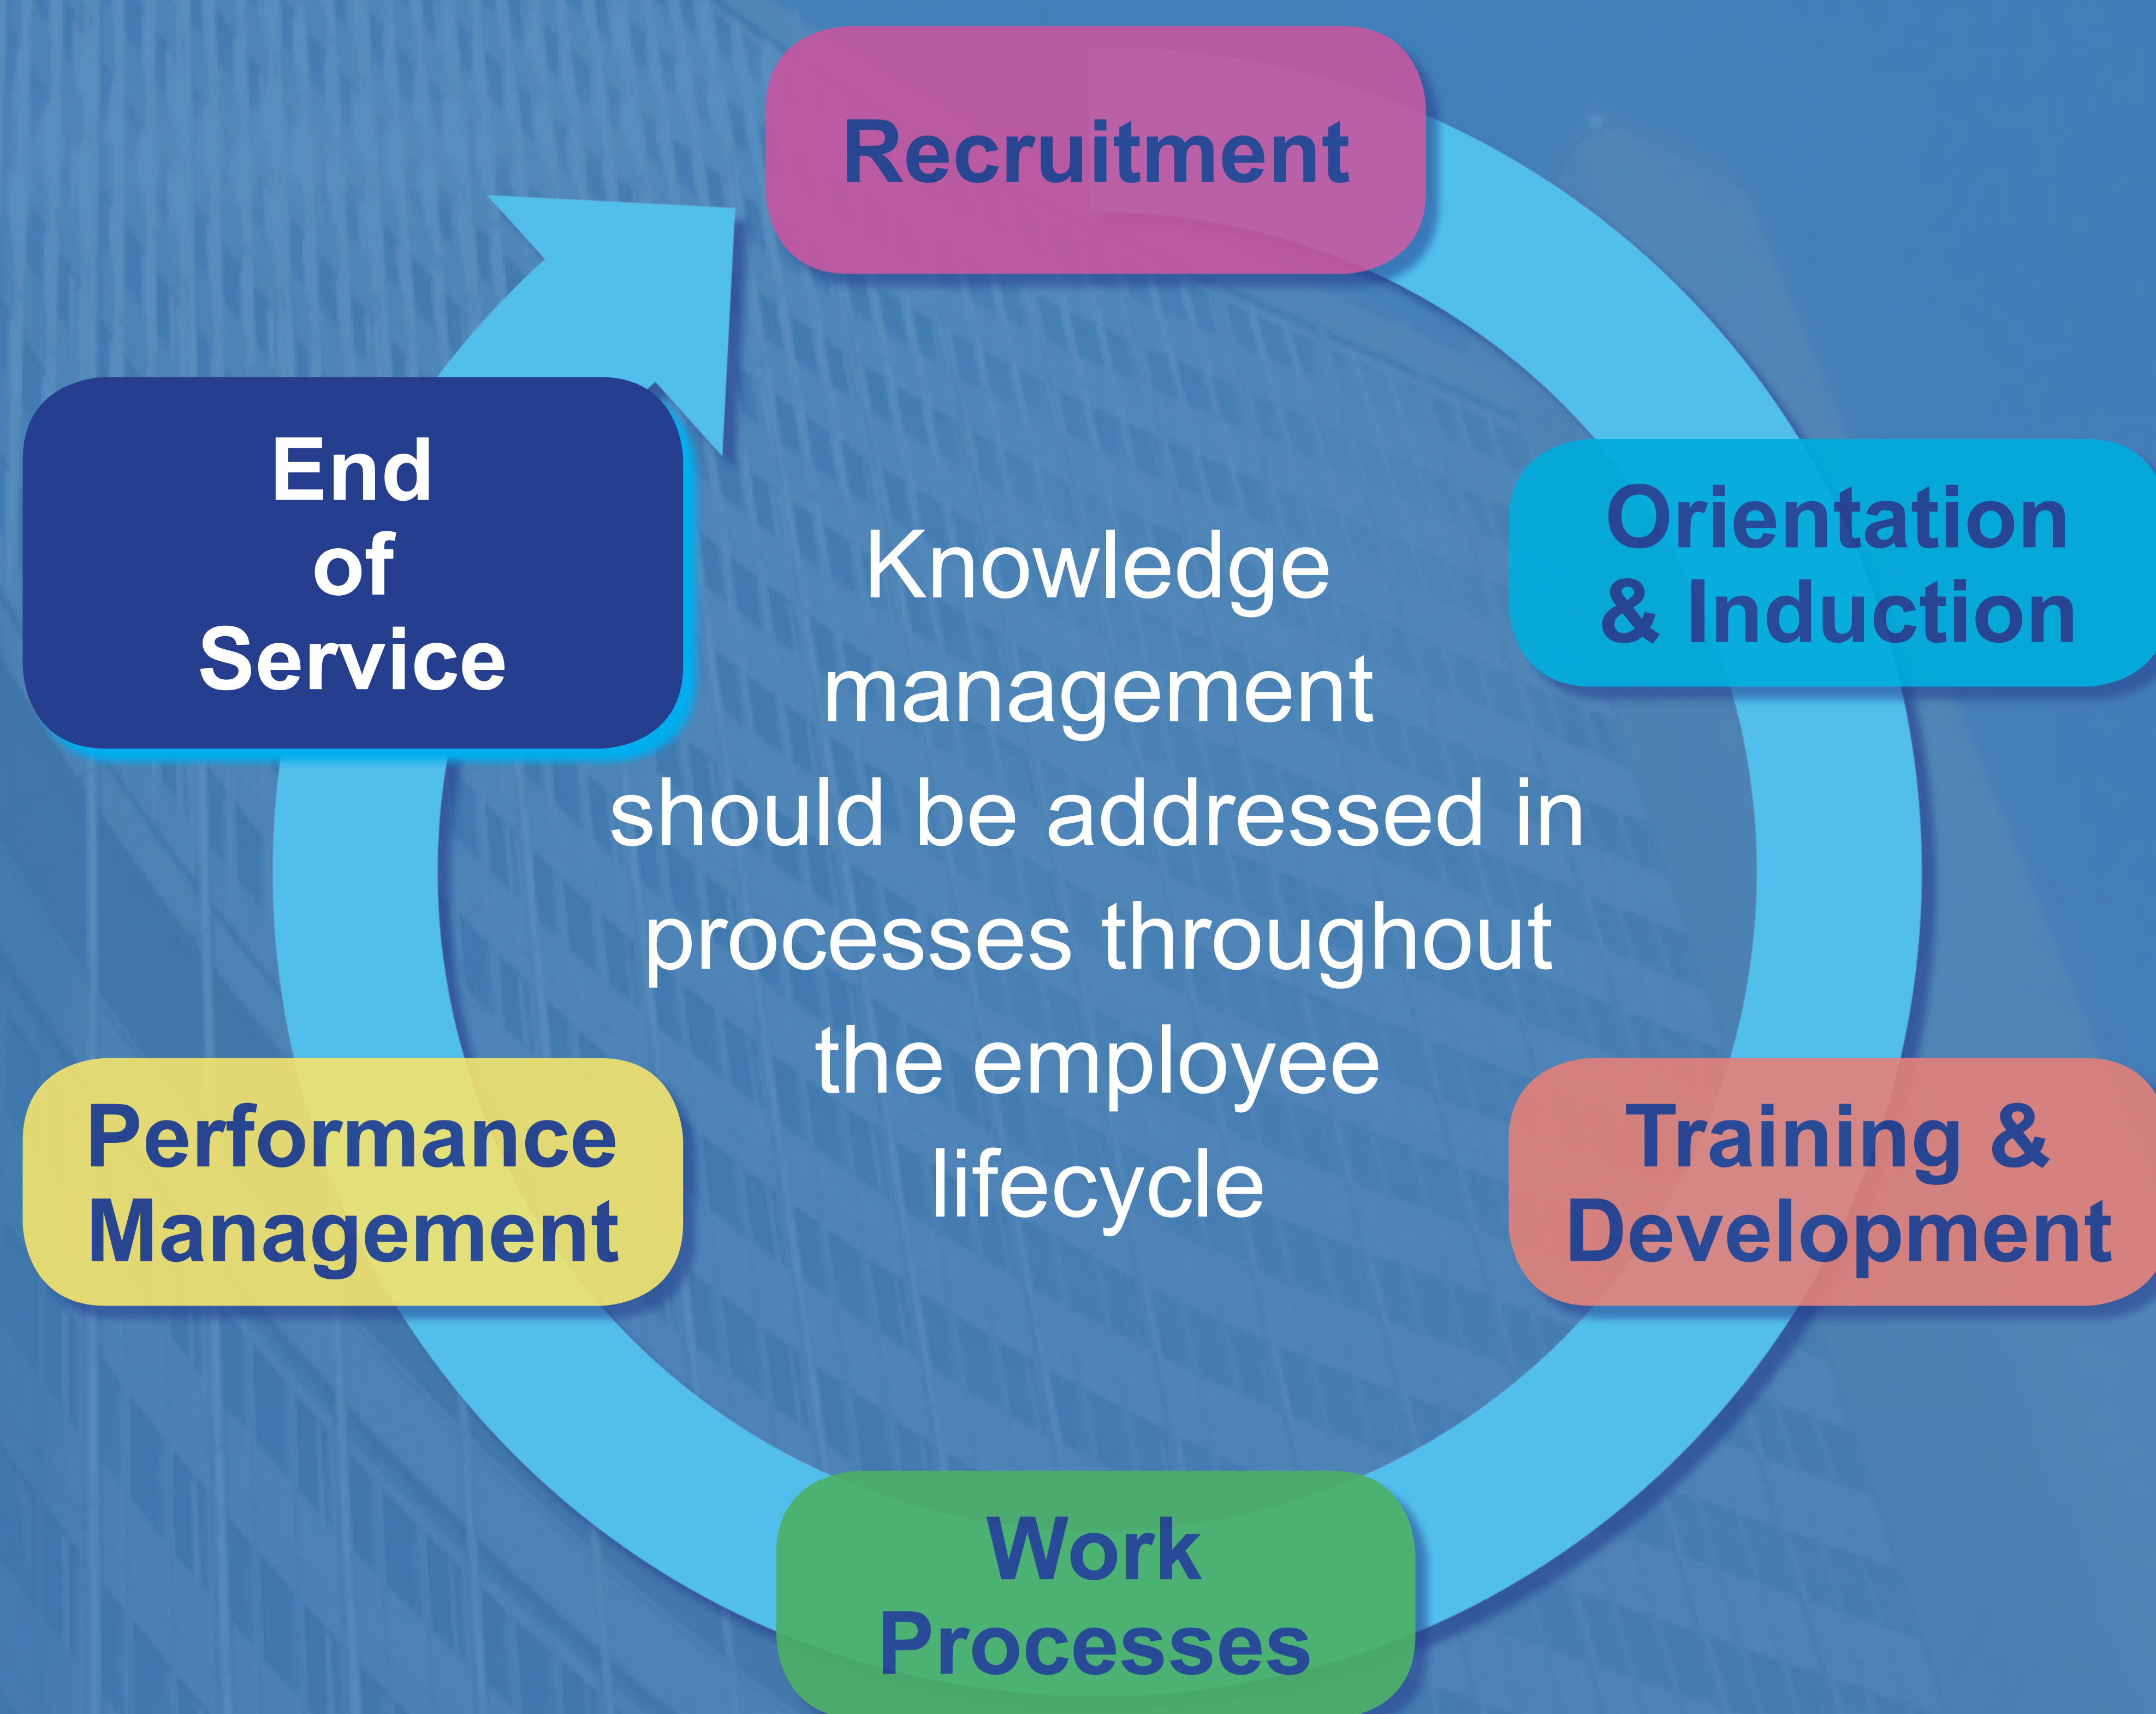 Recruitment
Orientation
& Induction
Training &
Development
Work
Processes
Performance
Management
End
of
Service
Knowledge
management
should be addressed in
processes throughout
the employee
lifecycle